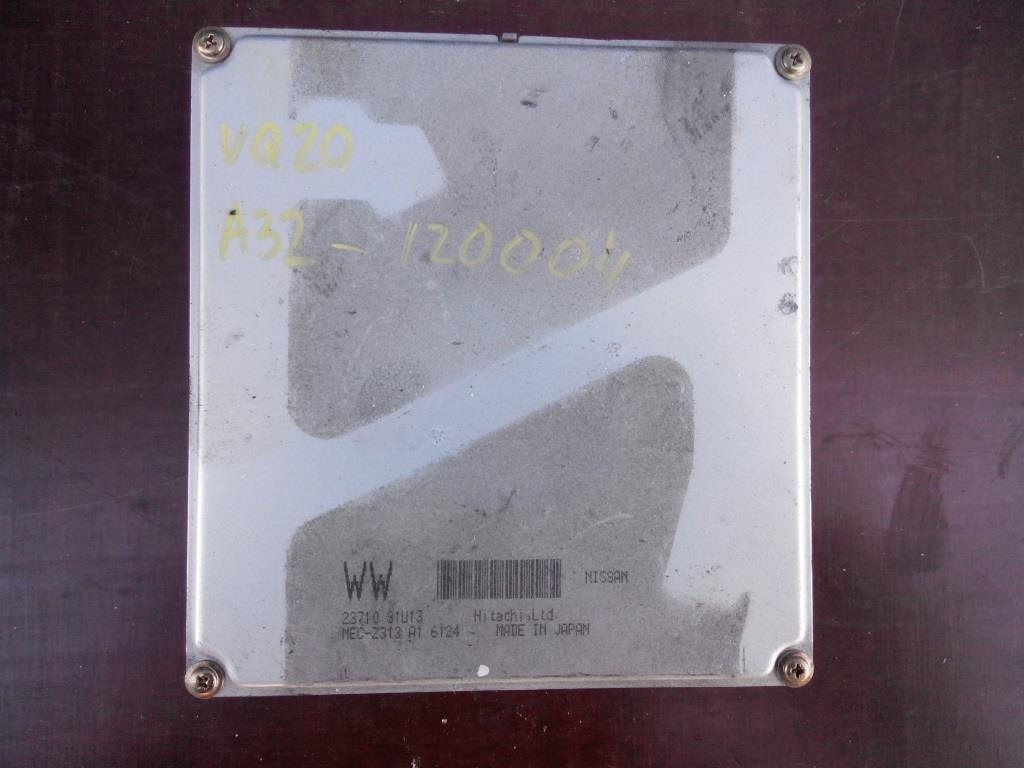 VQ20
A32 - 120004
WW
NISSAN
23710 31U13 Hitachi,Ltd.
MEC-Z313 A1 6124 - MADE IN JAPAN